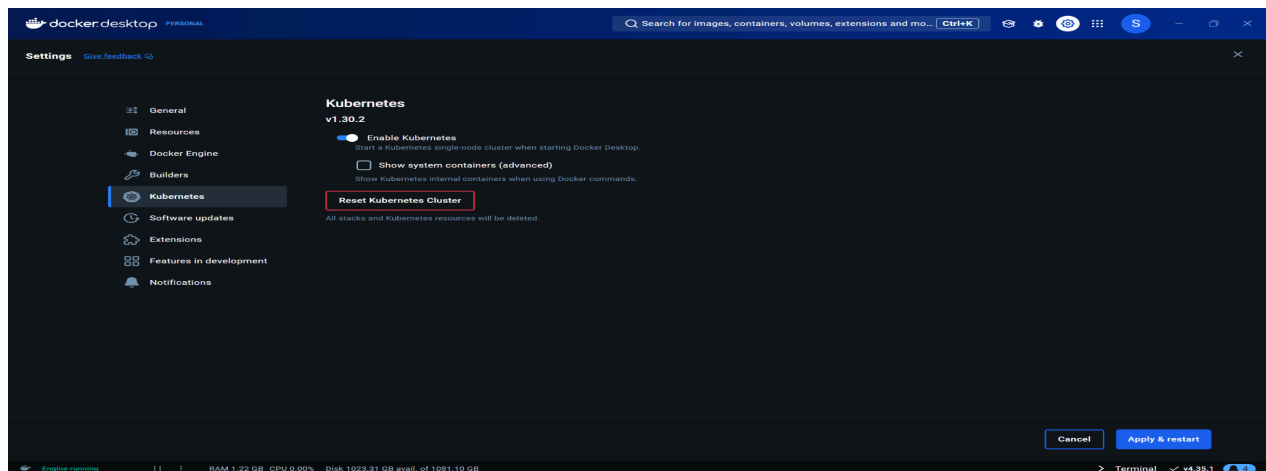 docker desktop PERSONAL
Search for images, containers, volumes, extensions and mo... Ctrl+K
S
Settings Give feedback
General
Resources
Docker Engine
Builders
Kubernetes
Software updates
Extensions
Features in development
Notifications
Kubernetes
v1.30.2
Enable Kubernetes
Start a Kubernetes single-node cluster when starting Docker Desktop.
Show system containers (advanced)
Show Kubernetes internal containers when using Docker commands.
Reset Kubernetes Cluster
All stacks and Kubernetes resources will be deleted.
Cancel Apply & restart
Engine running RAM 1.22 GB CPU 0.00% Disk 1023.31 GB avail. of 1081.10 GB Terminal v4.35.1 4